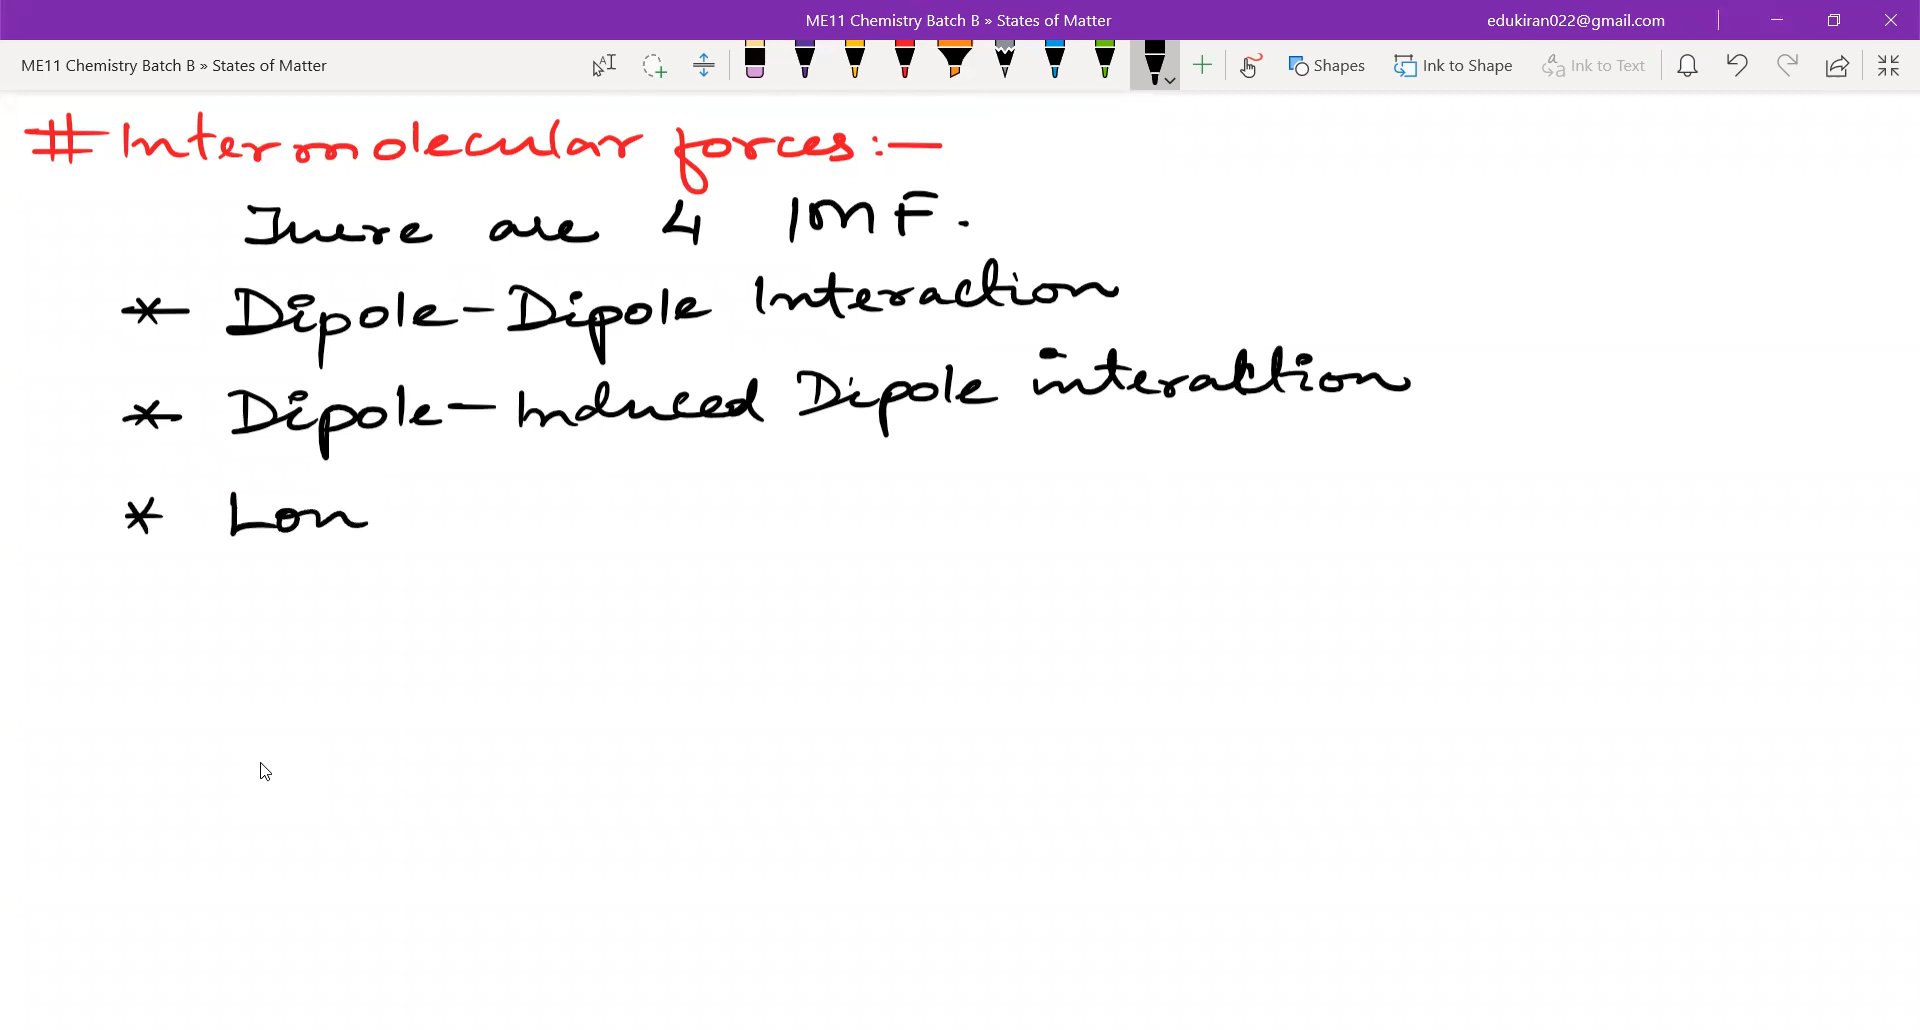 ME11 Chemistry Batch B » States of Matter
edukiran022@gmail.com
ME11 Chemistry Batch B » States of Matter
Shapes
Ink to Shape
Ink to Text
# Intermolecular forces:—
There are 4 IMF.
* Dipole-Dipole Interaction
* Dipole-Induced Dipole interaction
* Lon